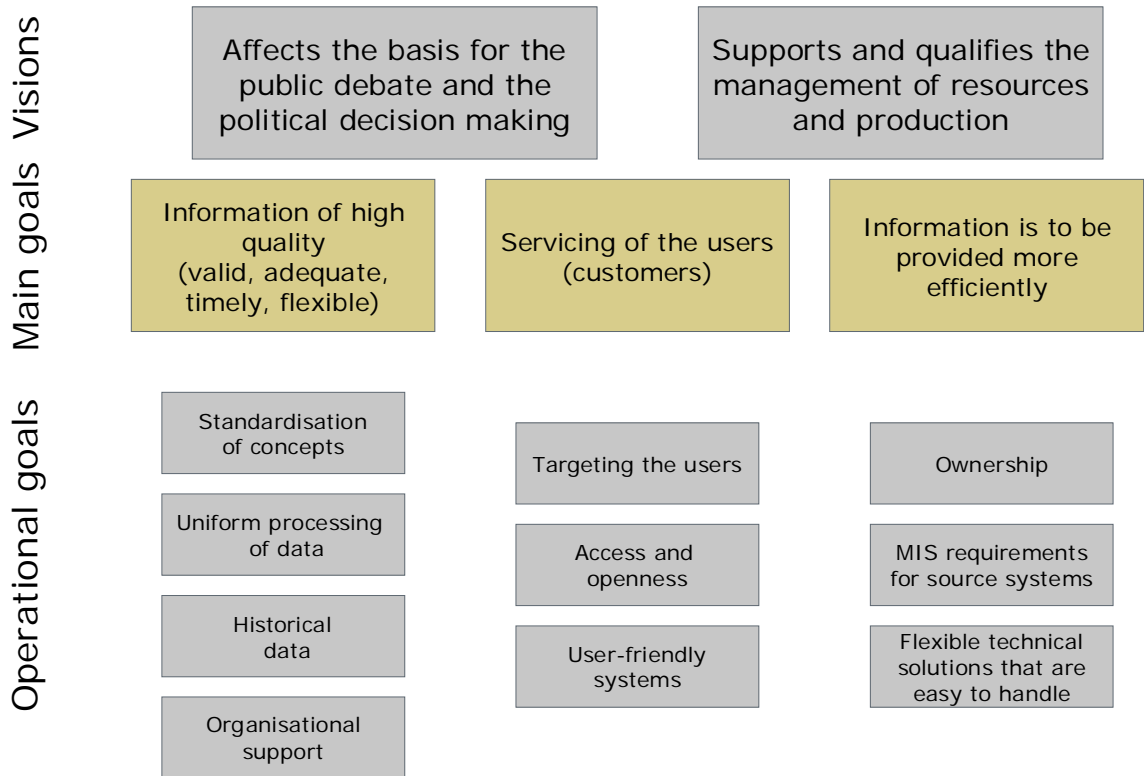 Visions
Affects the basis for the
public debate and the
political decision making
Supports and qualifies the
management of resources
and production
Main goals
Information of high
quality
(valid, adequate,
timely, flexible)
Servicing of the users
(customers)
Information is to be
provided more
efficiently
Operational goals
Standardisation
of concepts
Uniform processing
of data
Historical
data
Organisational
support
Targeting the users
Access and
openness
User-friendly
systems
Ownership
MIS requirements
for source systems
Flexible technical
solutions that are
easy to handle